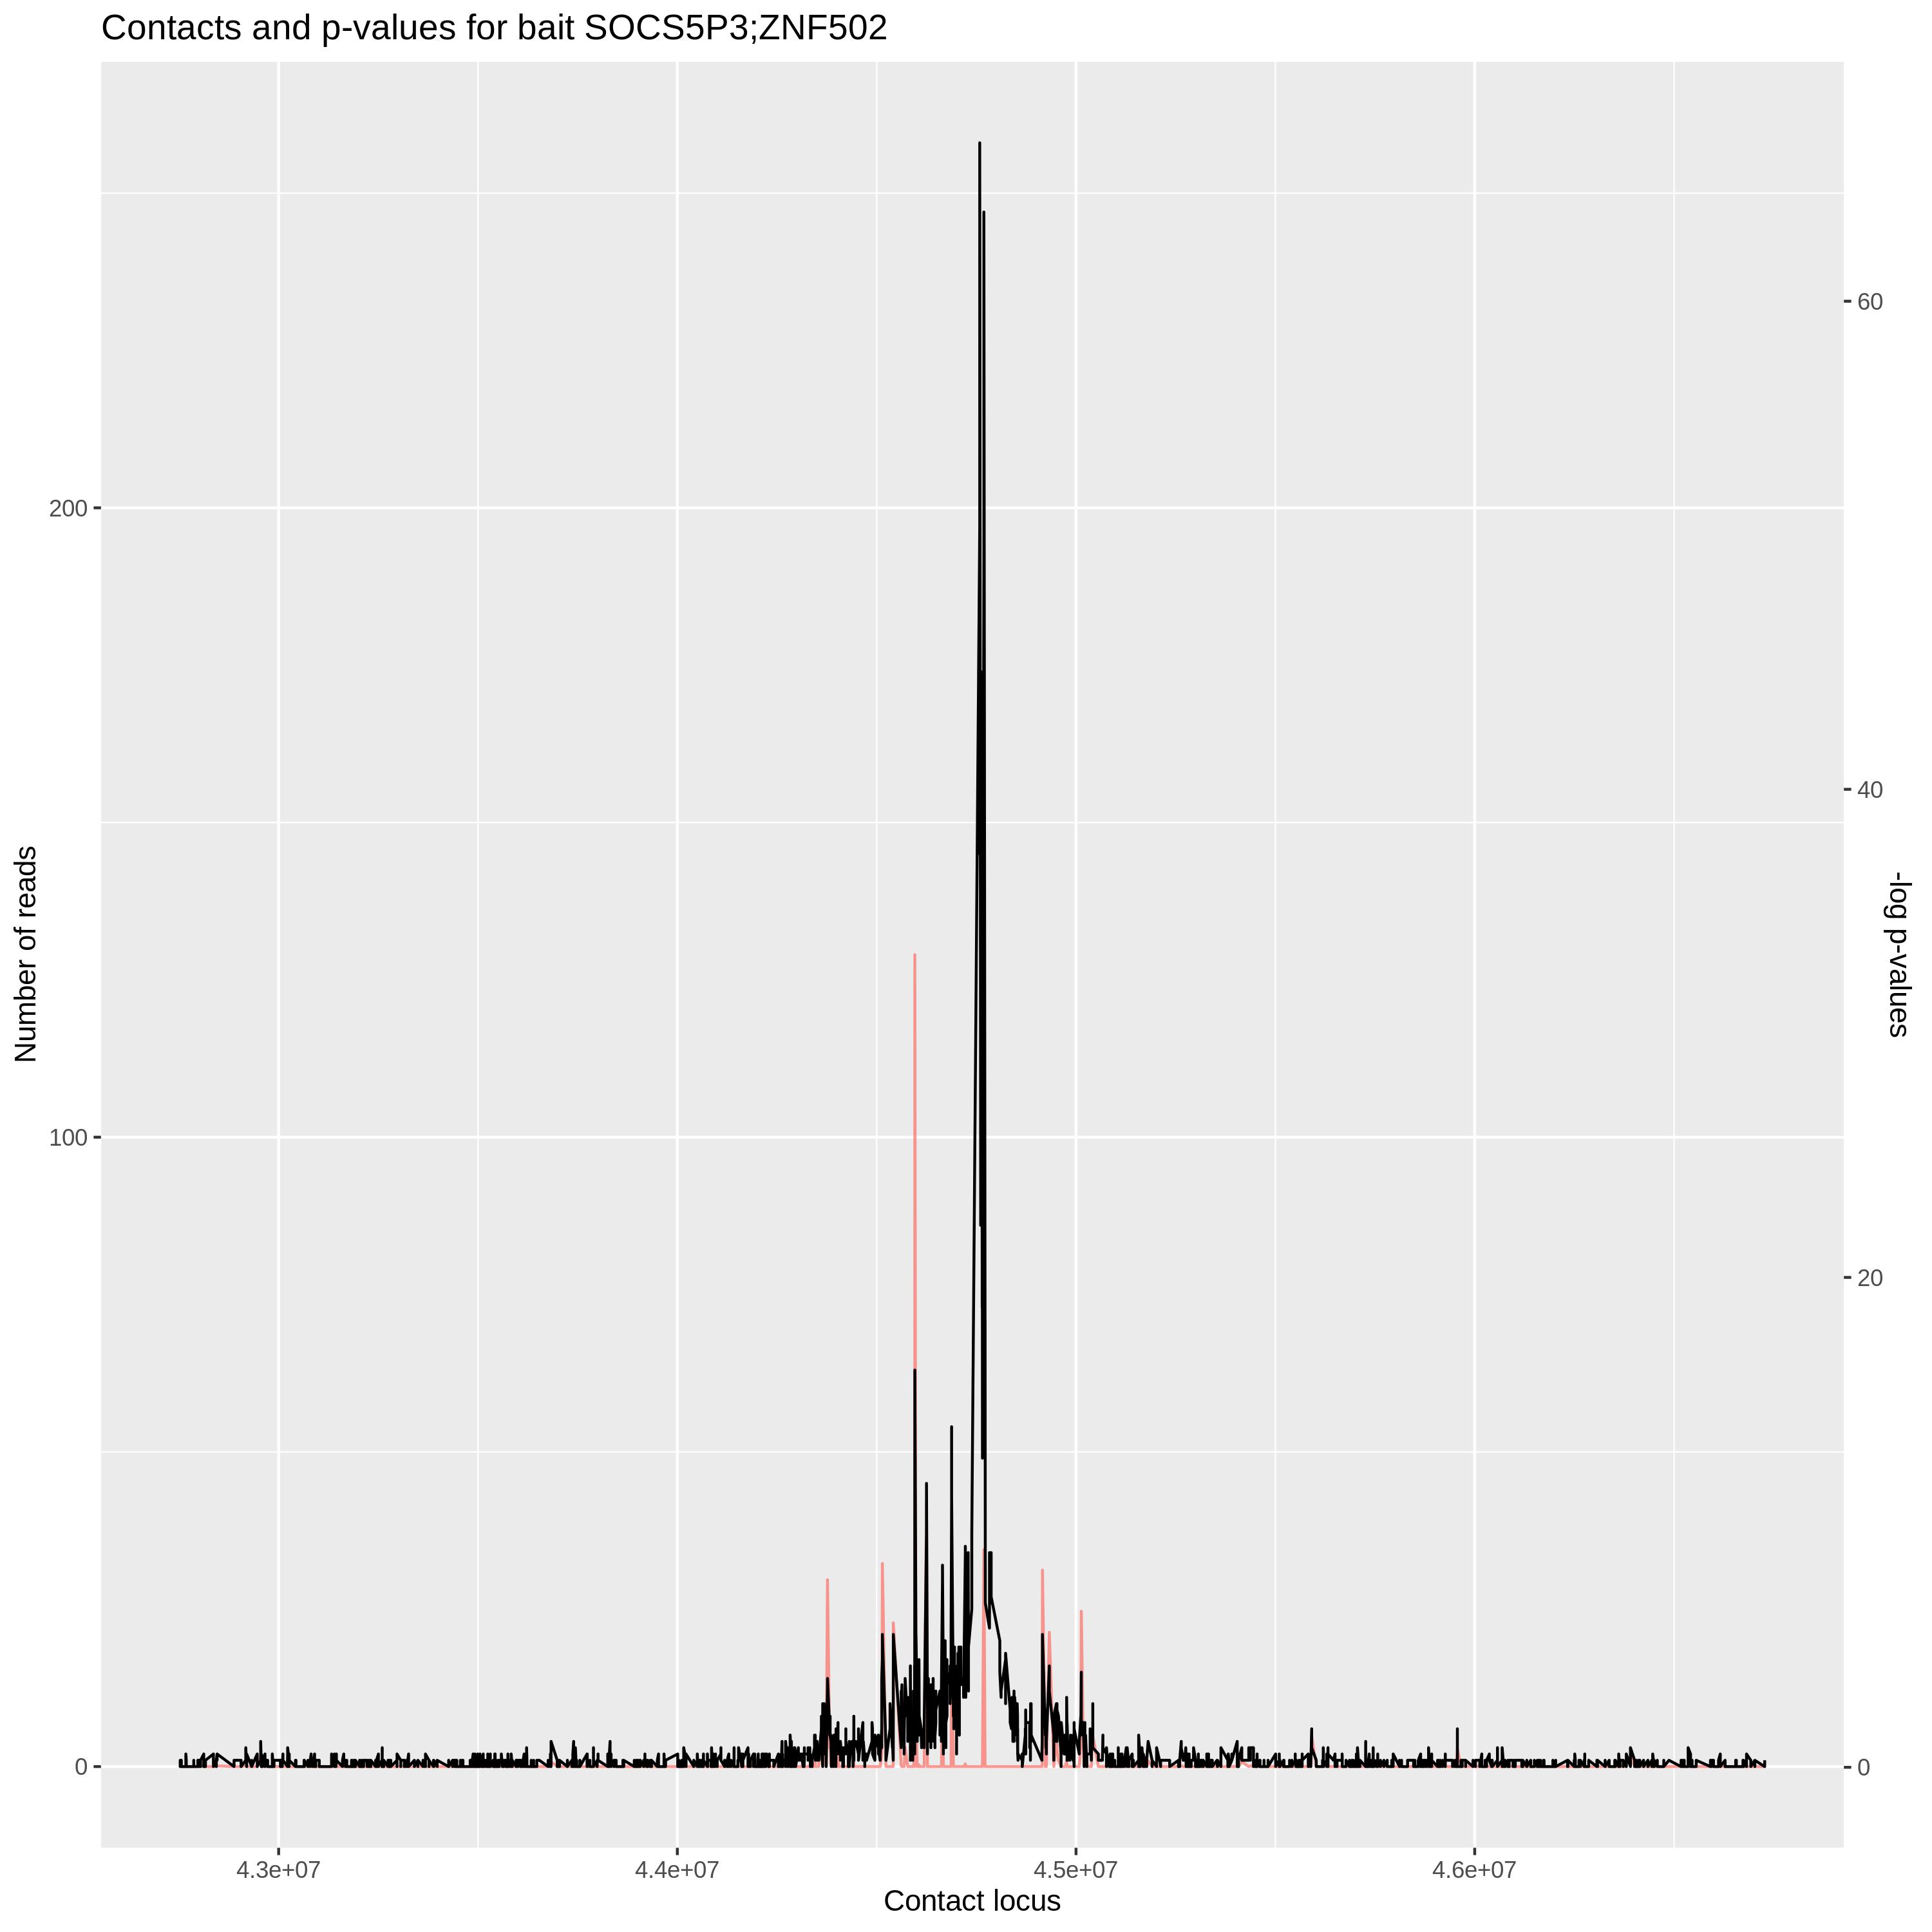 Contacts and p-values for bait SOCS5P3;ZNF502
Number of reads
200
100
0
60
40
20
0
-log p-values
4.3e+07
4.4e+07
4.5e+07
4.6e+07
Contact locus